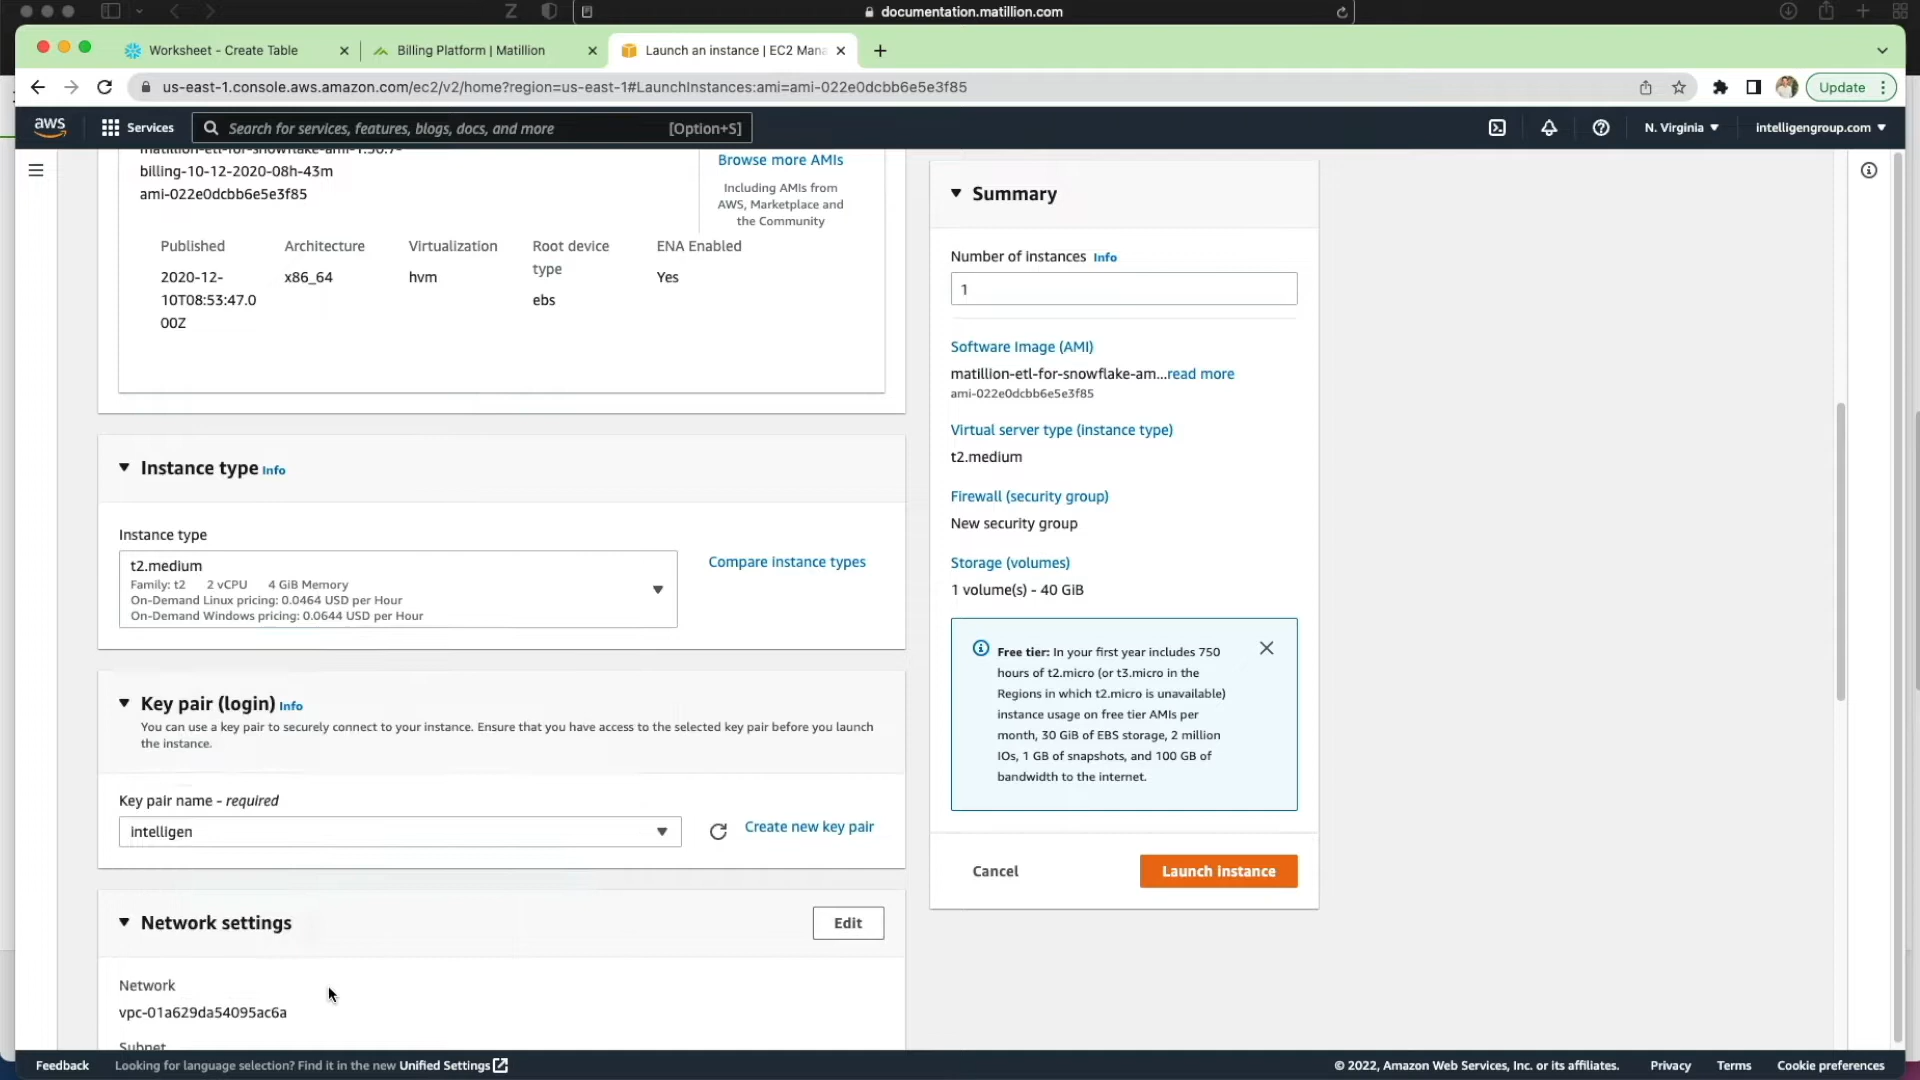 documentation.matillion.com
Worksheet - Create Table
Billing Platform | Matillion
Launch an instance | EC2 Mana
us-east-1.console.aws.amazon.com/ec2/v2/home?region=us-east-1#LaunchInstances:ami=ami-022e0dcbb6e5e3f85
Update
aws
Services
Search for services, features, blogs, docs, and more
[Option+S]
N. Virginia
intelligengroup.com
matillion-etl-for-snowflake-ami-1.50.7-
billing-10-12-2020-08h-43m
ami-022e0dcbb6e5e3f85
Browse more AMIs
Including AMIs from
AWS, Marketplace and
the Community
Published
Architecture
Virtualization
Root device
type
ENA Enabled
2020-12-
10T08:53:47.0
00Z
x86_64
hvm
ebs
Yes
Instance type Info
Instance type
t2.medium
Family: t2 2 vCPU 4 GiB Memory
On-Demand Linux pricing: 0.0464 USD per Hour
On-Demand Windows pricing: 0.0644 USD per Hour
Compare instance types
Key pair (login) Info
You can use a key pair to securely connect to your instance. Ensure that you have access to the selected key pair before you launch
the instance.
Key pair name - required
intelligen
Create new key pair
Network settings
Edit
Network
vpc-01a629da54095ac6a
Subnet
Summary
Number of instances Info
1
Software Image (AMI)
matillion-etl-for-snowflake-am...read more
ami-022e0dcbb6e5e3f85
Virtual server type (instance type)
t2.medium
Firewall (security group)
New security group
Storage (volumes)
1 volume(s) - 40 GiB
Free tier: In your first year includes 750
hours of t2.micro (or t3.micro in the
Regions in which t2.micro is unavailable)
instance usage on free tier AMIs per
month, 30 GiB of EBS storage, 2 million
IOs, 1 GB of snapshots, and 100 GB of
bandwidth to the internet.
Cancel
Launch instance
Feedback
Looking for language selection? Find it in the new Unified Settings
© 2022, Amazon Web Services, Inc. or its affiliates.
Privacy
Terms
Cookie preferences